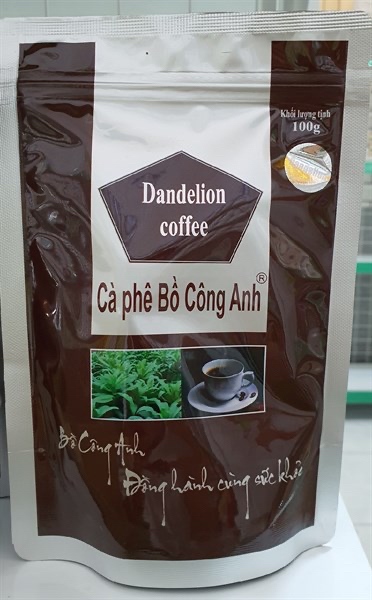 Khối lượng tịnh
100g
Dandelion
coffee
Cà phê Bồ Công Anh®
Bồ Công Anh
Đồng hành cùng sức khỏe